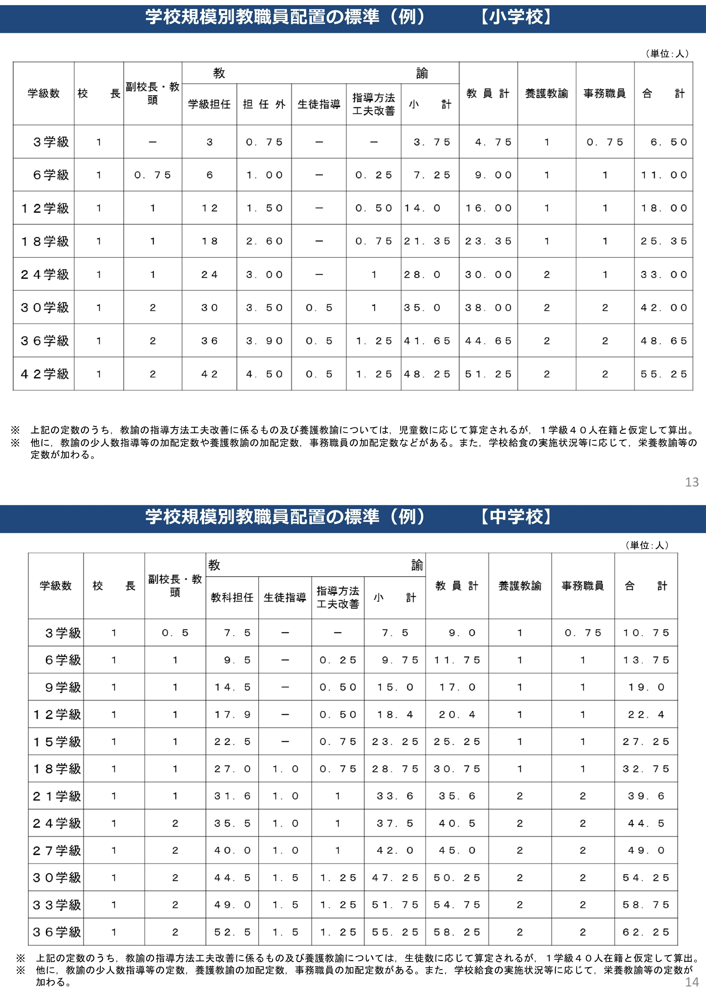 学校規模別教職員配置の標準（例）　　【小学校】
（単位：人）
学級数　校　長　副校長・教頭　教　諭　教員計　養護教諭　事務職員　合　計
学級担任　担任外　生徒指導　指導方法工夫改善　小　計
３学級　１　－　３　０．７５　－　－　３．７５　４．７５　１　０．７５　６．５０
６学級　１　０．７５　６　１．００　－　０．２５　７．２５　９．００　１　１　１１．００
１２学級　１　１　１２　１．５０　－　０．５０　１４．０　１６．００　１　１　１８．００
１８学級　１　１　１８　２．６０　－　０．７５　２１．３５　２３．３５　１　１　２５．３５
２４学級　１　１　２４　３．００　－　１　２８．０　３０．００　２　１　３３．００
３０学級　１　２　３０　３．５０　０．５　１　３５．０　３８．００　２　２　４２．００
３６学級　１　２　３６　３．９０　０．５　１．２５　４１．６５　４４．６５　２　２　４８．６５
４２学級　１　２　４２　４．５０　０．５　１．２５　４８．２５　５１．２５　２　２　５５．２５
※　上記の定数のうち，教諭の指導方法工夫改善に係るもの及び養護教諭については，児童数に応じて算定されるが，１学級４０人在籍と仮定して算出。
※　他に，教諭の少人数指導等の加配定数や養護教諭の加配定数，事務職員の加配定数などがある。また，学校給食の実施状況等に応じて，栄養教諭等の
定数が加わる。
13
学校規模別教職員配置の標準（例）　　【中学校】
（単位：人）
学級数　校　長　副校長・教頭　教　諭　教員計　養護教諭　事務職員　合　計
教科担任　生徒指導　指導方法工夫改善　小　計
３学級　１　０．５　７．５　－　－　７．５　９．０　１　０．７５　１０．７５
６学級　１　１　９．５　－　０．２５　９．７５　１１．７５　１　１　１３．７５
９学級　１　１　１４．５　－　０．５０　１５．０　１７．０　１　１　１９．０
１２学級　１　１　１７．９　－　０．５０　１８．４　２０．４　１　１　２２．４
１５学級　１　１　２２．５　－　０．７５　２３．２５　２５．２５　１　１　２７．２５
１８学級　１　１　２７．０　１．０　０．７５　２８．７５　３０．７５　１　１　３２．７５
２１学級　１　１　３１．６　１．０　１　３３．６　３５．６　２　２　３９．６
２４学級　１　２　３５．５　１．０　１　３７．５　４０．５　２　２　４４．５
２７学級　１　２　４０．０　１．０　１　４２．０　４５．０　２　２　４９．０
３０学級　１　２　４４．５　１．５　１．２５　４７．２５　５０．２５　２　２　５４．２５
３３学級　１　２　４９．０　１．５　１．２５　５１．７５　５４．７５　２　２　５８．７５
３６学級　１　２　５２．５　１．５　１．２５　５５．２５　５８．２５　２　２　６２．２５
※　上記の定数のうち，教諭の指導方法工夫改善に係るもの及び養護教諭については，生徒数に応じて算定されるが，１学級４０人在籍と仮定して算出。
※　他に，教諭の少人数指導等の定数，養護教諭の加配定数，事務職員の加配定数がある。また，学校給食の実施状況等に応じて，栄養教諭等の定数が
加わる。
14